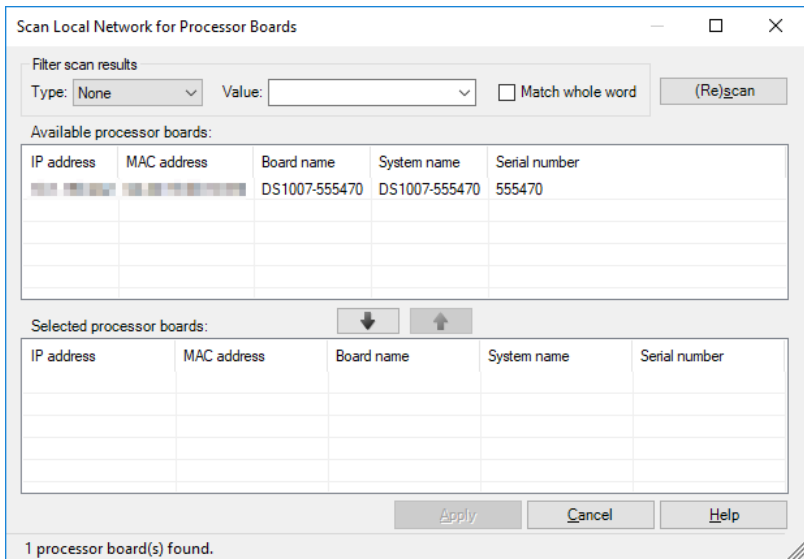 Scan Local Network for Processor Boards
Filter scan results
Type: None Value: Match whole word (Re)scan
Available processor boards:
IP address MAC address Board name System name Serial number
DS1007-555470 DS1007-555470 555470
Selected processor boards:
IP address MAC address Board name System name Serial number
Apply Cancel Help
1 processor board(s) found.